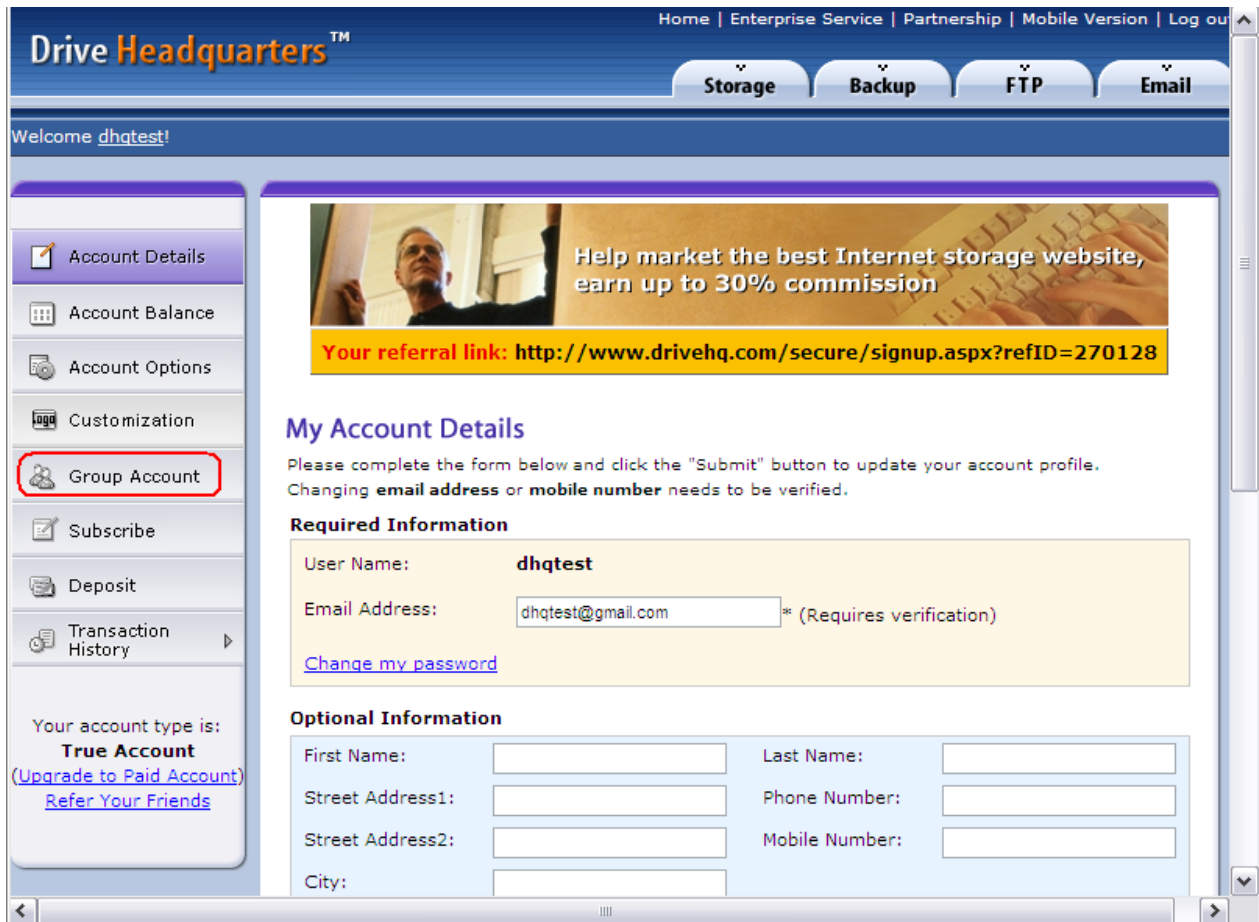 Home | Enterprise Service | Partnership | Mobile Version | Log ou
Drive Headquarters™
Storage Backup FTP Email
Welcome dhqtest!
Account Details
Account Balance
Account Options
Logo Customization
Group Account
Subscribe
Deposit
Transaction
History
Your account type is:
True Account
(Upgrade to Paid Account)
Refer Your Friends
Help market the best Internet storage website,
earn up to 30% commission
Your referral link: http://www.drivehq.com/secure/signup.aspx?refID=270128
My Account Details
Please complete the form below and click the "Submit" button to update your account profile.
Changing email address or mobile number needs to be verified.
Required Information
User Name: dhqtest
Email Address: dhqtest@gmail.com * (Requires verification)
Change my password
Optional Information
First Name: Last Name:
Street Address1: Phone Number:
Street Address2: Mobile Number:
City: